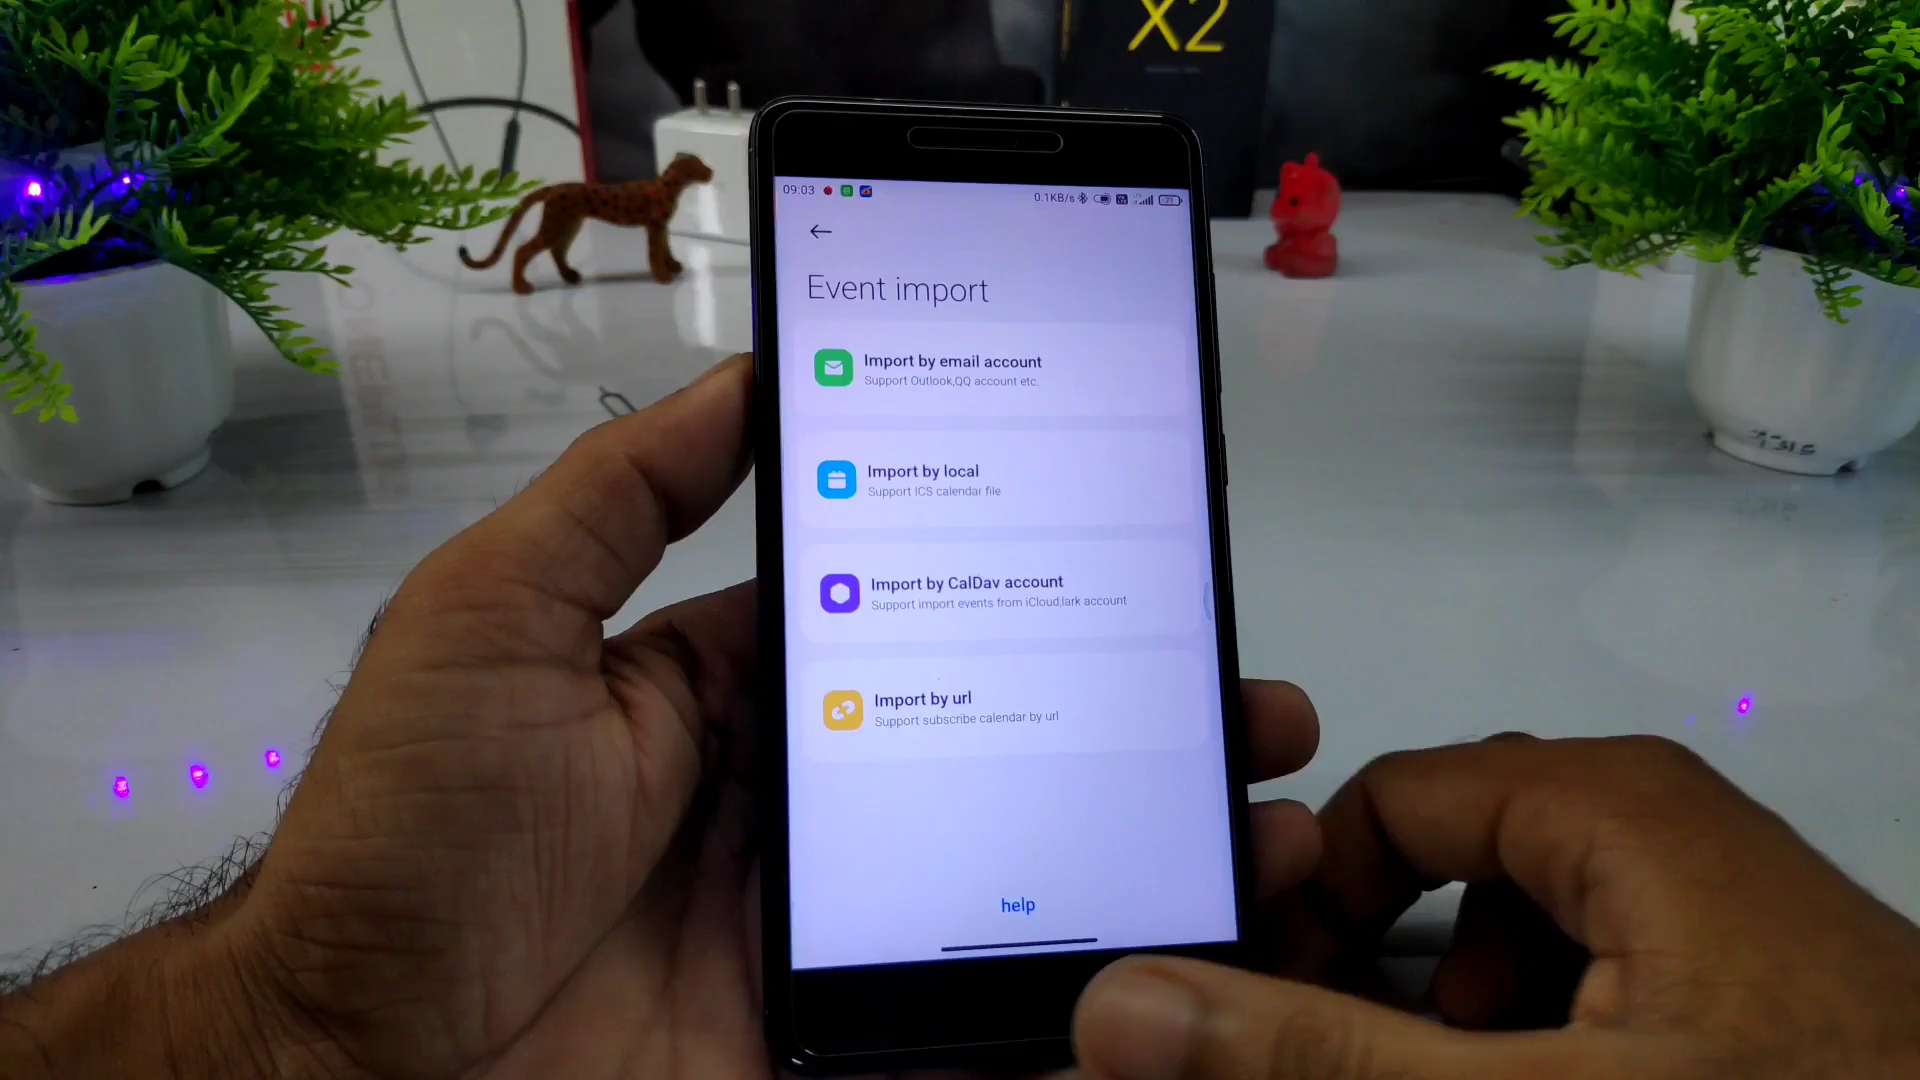 X2
09:03
0.1KB/s
21
Event import
Import by email account
Support Outlook,QQ account etc.
Import by local
Support ICS calendar file
Import by CalDav account
Support import events from iCloud,lark account
Import by url
Support subscribe calendar by url
help